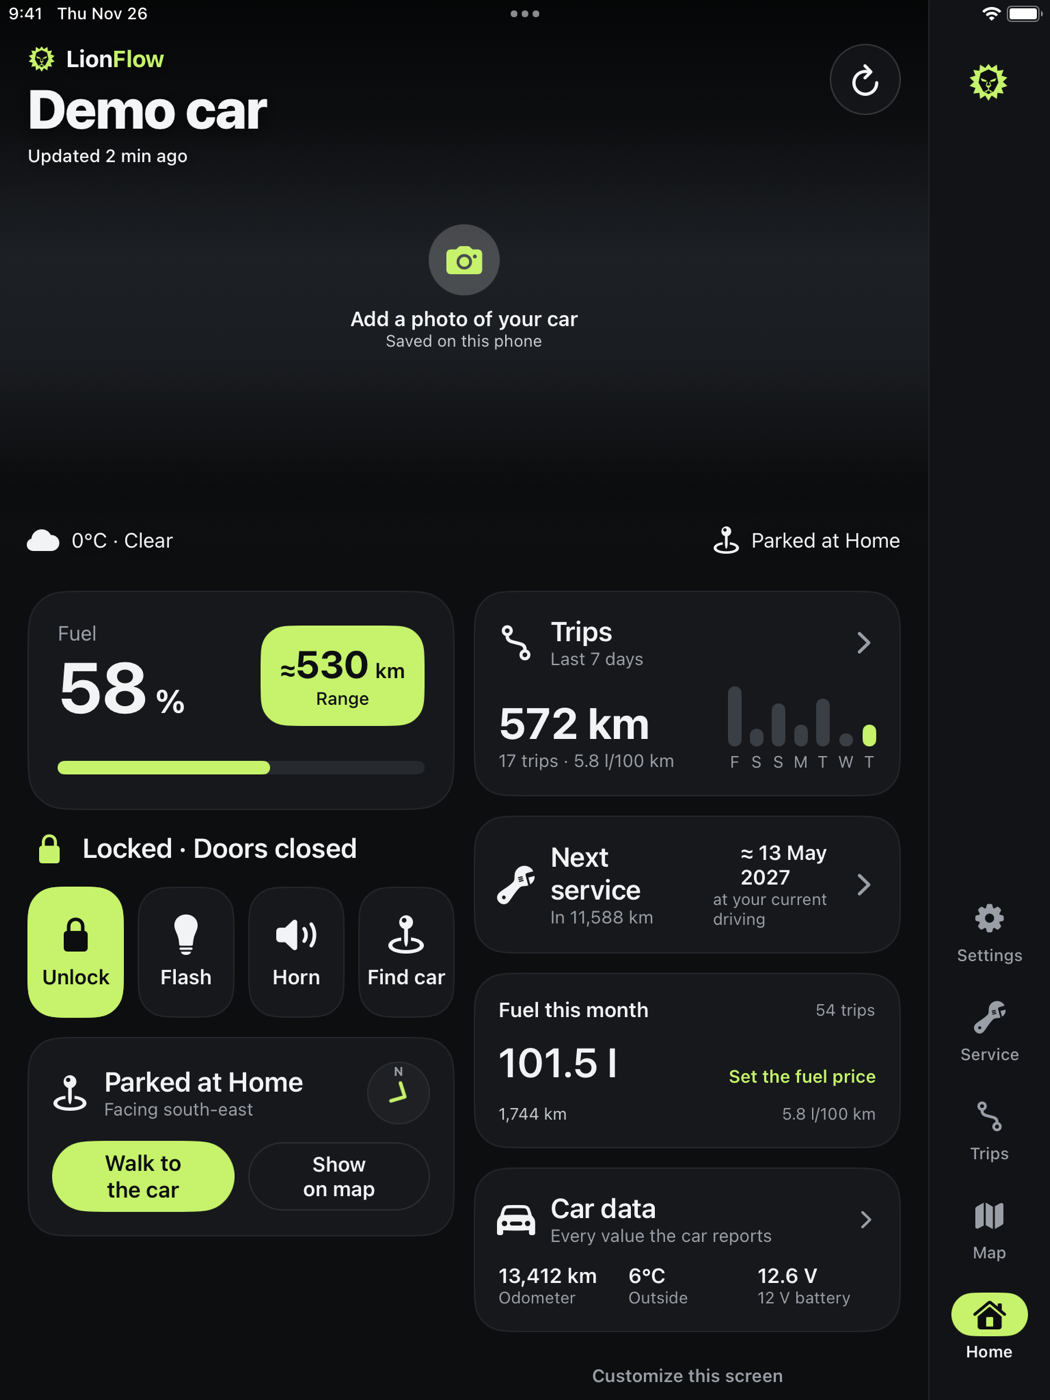 9:41 Thu Nov 26
LionFlow
Demo car
Updated 2 min ago
Add a photo of your car
Saved on this phone
0°C · Clear
Parked at Home
Fuel
58 %
≈530 km
Range
Locked · Doors closed
Unlock
Flash
Horn
Find car
Parked at Home
Facing south-east
N
Walk to
the car
Show
on map
Trips
Last 7 days
572 km
17 trips · 5.8 l/100 km
F S S M T W T
Next
service
In 11,588 km
≈ 13 May
2027
at your current
driving
Fuel this month
54 trips
101.5 l
Set the fuel price
1,744 km
5.8 l/100 km
Car data
Every value the car reports
13,412 km
Odometer
6°C
Outside
12.6 V
12 V battery
Customize this screen
Settings
Service
Trips
Map
Home